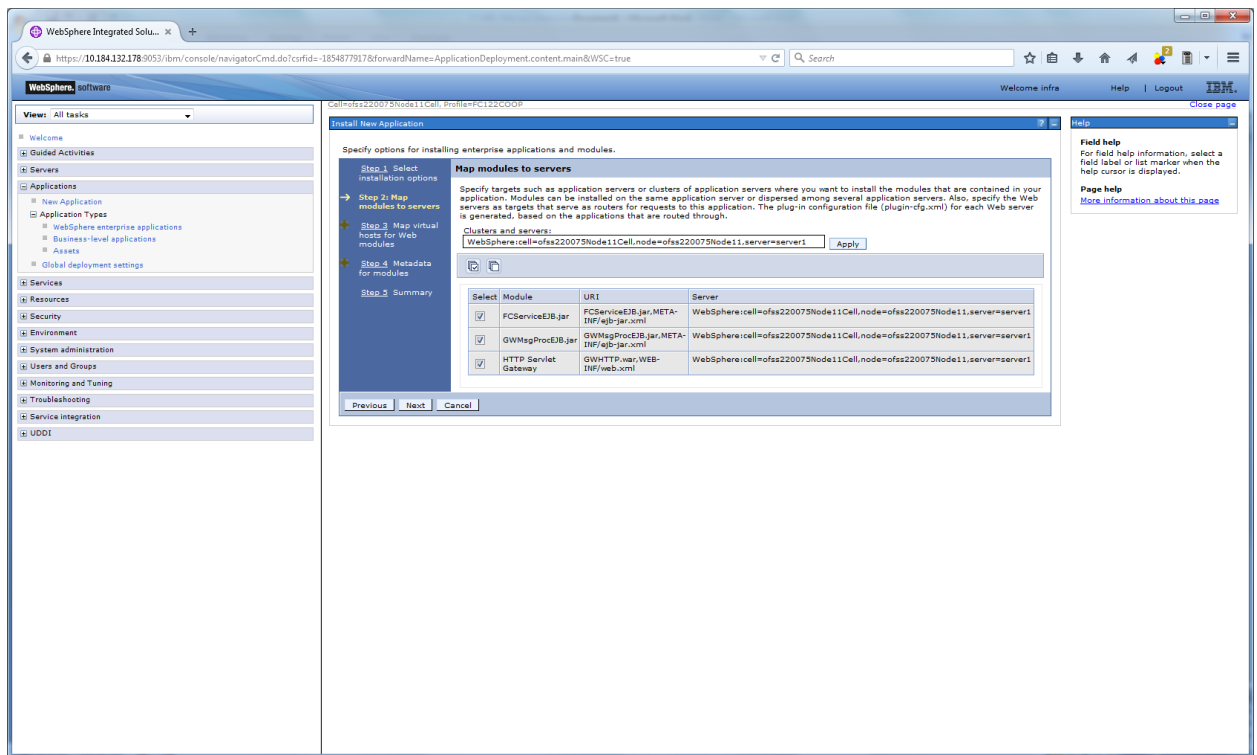 WebSphere Integrated Solu... × +
https://10.184.132.178:9053/ibm/console/navigatorCmd.do?csrfid=-1854877917&forwardName=ApplicationDeployment.content.main&WSC=true
Search
2
WebSphere. software
Welcome infra
Help | Logout
IBM.
View: All tasks
Welcome
Guided Activities
Servers
Applications
New Application
Application Types
WebSphere enterprise applications
Business-level applications
Assets
Global deployment settings
Services
Resources
Security
Environment
System administration
Users and Groups
Monitoring and Tuning
Troubleshooting
Service integration
UDDI
Cell=ofss220075Node11Cell, Profile=FC122COOP
Close page
Install New Application
? -
Specify options for installing enterprise applications and modules.
Step 1 Select
installation options
Step 2: Map
modules to servers
Step 3 Map virtual
hosts for Web
modules
Step 4 Metadata
for modules
Step 5 Summary
Map modules to servers
Specify targets such as application servers or clusters of application servers where you want to install the modules that are contained in your
application. Modules can be installed on the same application server or dispersed among several application servers. Also, specify the Web
servers as targets that serve as routers for requests to this application. The plug-in configuration file (plugin-cfg.xml) for each Web server
is generated, based on the applications that are routed through.
Clusters and servers:
WebSphere:cell=ofss220075Node11Cell,node=ofss220075Node11,server=server1
Apply
Select Module URI Server
FCServiceEJB.jar FCServiceEJB.jar,META- WebSphere:cell=ofss220075Node11Cell,node=ofss220075Node11,server=server1
INF/ejb-jar.xml
GWMsgProcEJB.jar GWMsgProcEJB.jar,META- WebSphere:cell=ofss220075Node11Cell,node=ofss220075Node11,server=server1
INF/ejb-jar.xml
HTTP Servlet GWHTTP.war,WEB- WebSphere:cell=ofss220075Node11Cell,node=ofss220075Node11,server=server1
Gateway INF/web.xml
Previous Next Cancel
Help
Field help
For field help information, select a
field label or list marker when the
help cursor is displayed.
Page help
More information about this page